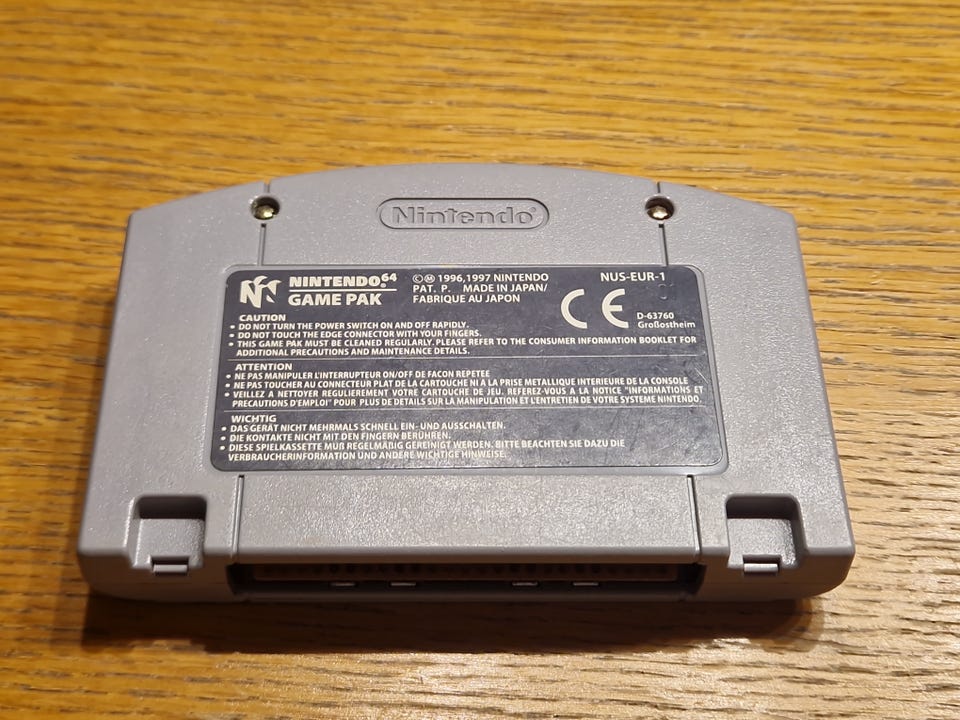 Nintendo®
NINTENDO®64
GAME PAK
©Ⓜ 1996,1997 NINTENDO
PAT. P. MADE IN JAPAN/
FABRIQUE AU JAPON
NUS-EUR-1
CE
D-63760
Großostheim
CAUTION
• DO NOT TURN THE POWER SWITCH ON AND OFF RAPIDLY.
• DO NOT TOUCH THE EDGE CONNECTOR WITH YOUR FINGERS.
• THIS GAME PAK MUST BE CLEANED REGULARLY. PLEASE REFER TO THE CONSUMER INFORMATION BOOKLET FOR
ADDITIONAL PRECAUTIONS AND MAINTENANCE DETAILS.
ATTENTION
• NE PAS MANIPULER L'INTERRUPTEUR ON/OFF DE FACON REPETEE
• NE PAS TOUCHER AU CONNECTEUR PLAT DE LA CARTOUCHE NI À LA PRISE METALLIQUE INTERIEURE DE LA CONSOLE
• VEILLEZ A NETTOYER REGULIEREMENT VOTRE CARTOUCHE DE JEU. REFEREZ-VOUS A LA NOTICE "INFORMATIONS ET
PRECAUTIONS D'EMPLOI" POUR PLUS DE DETAILS SUR LA MANIPULATION ET L'ENTRETIEN DE VOTRE SYSTEME NINTENDO.
WICHTIG
• DAS GERÄT NICHT MEHRMALS SCHNELL EIN- UND AUSSCHALTEN.
• DIE KONTAKTE NICHT MIT DEN FINGERN BERÜHREN.
• DIESE SPIELKASSETTE MUß REGELMÄßIG GEREINIGT WERDEN. BITTE BEACHTEN SIE DAZU DIE
VERBRAUCHERINFORMATION UND ANDERE WICHTIGE HINWEISE.